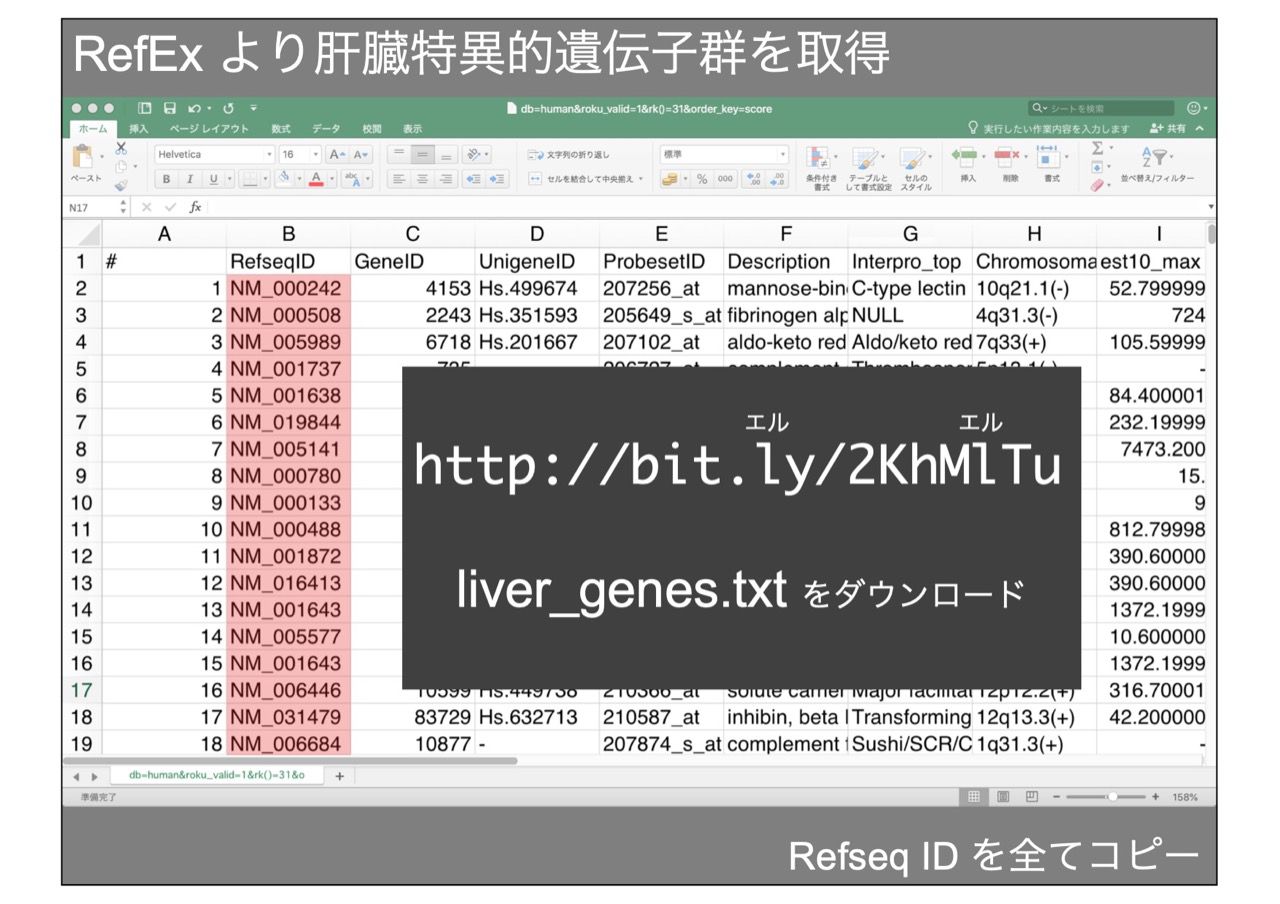 RefEx より肝臓特異的遺伝子群を取得
db=human&roku_valid=1&rk()=31&order_key=score
シートを検索
ホーム 挿入 ページ レイアウト 数式 データ 校閲 表示
実行したい作業内容を入力します 共有
ペースト
Helvetica 16
文字列の折り返し
セルを結合して中央揃え
標準
条件付き書式
テーブルとして書式設定
セルのスタイル
挿入 削除 書式
並べ替え/フィルター
N17 fx
A B C D E F G H I
1 # RefseqID GeneID UnigeneID ProbesetID Description Interpro_top Chromosoma est10_max
2 1 NM_000242 4153 Hs.499674 207256_at mannose-bin C-type lectin 10q21.1(-) 52.799999
3 2 NM_000508 2243 Hs.351593 205649_s_at fibrinogen alp NULL 4q31.3(-) 724
4 3 NM_005989 6718 Hs.201667 207102_at aldo-keto red Aldo/keto red 7q33(+) 105.59999
5 4 NM_001737 -
6 5 NM_001638 84.400001
7 6 NM_019844 232.19999
8 7 NM_005141 7473.200
9 8 NM_000780 15.
10 9 NM_000133 9
11 10 NM_000488 812.79998
12 11 NM_001872 390.60000
13 12 NM_016413 390.60000
14 13 NM_001643 1372.1999
15 14 NM_005577 10.600000
16 15 NM_001643 1372.1999
17 16 NM_006446 10599 Hs.449738 210366_at solute carrier Major facilitat 12p12.2(+) 316.70001
18 17 NM_031479 83729 Hs.632713 210587_at inhibin, beta Transforming 12q13.3(+) 42.200000
19 18 NM_006684 10877 - 207874_s_at complement f Sushi/SCR/C 1q31.3(+) -
エル エル
http://bit.ly/2KhMlTu
liver_genes.txt をダウンロード
db=human&roku_valid=1&rk()=31&o
準備完了 158%
Refseq ID を全てコピー